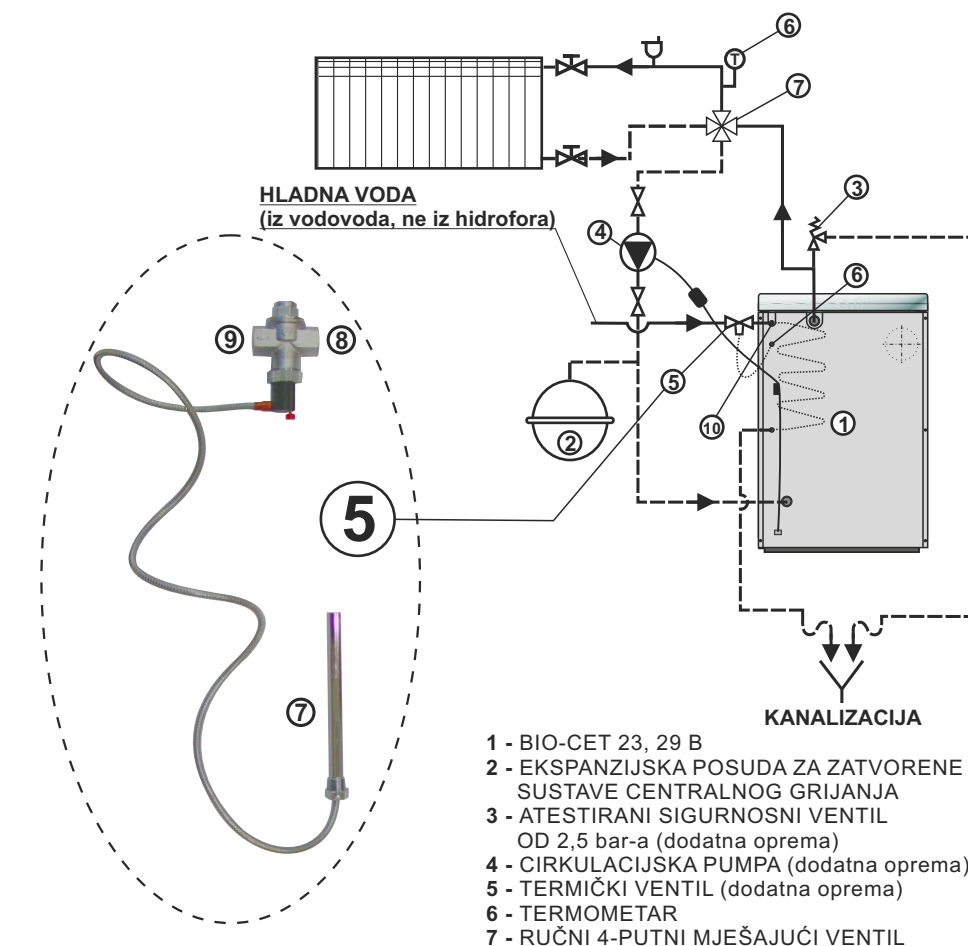 6
T
7
HLADNA VODA
(iz vodovoda, ne iz hidrofora)
3
4
6
9
8
5
10
1
2
5
7
KANALIZACIJA
1 - BIO-CET 23, 29 B
2 - EKSPANZIJSKA POSUDA ZA ZATVORENE
SUSTAVE CENTRALNOG GRIJANJA
3 - ATESTIRANI SIGURNOSNI VENTIL
OD 2,5 bar-a (dodatna oprema)
4 - CIRKULACIJSKA PUMPA (dodatna oprema)
5 - TERMIČKI VENTIL (dodatna oprema)
6 - TERMOMETAR
7 - RUČNI 4-PUTNI MJEŠAJUĆI VENTIL